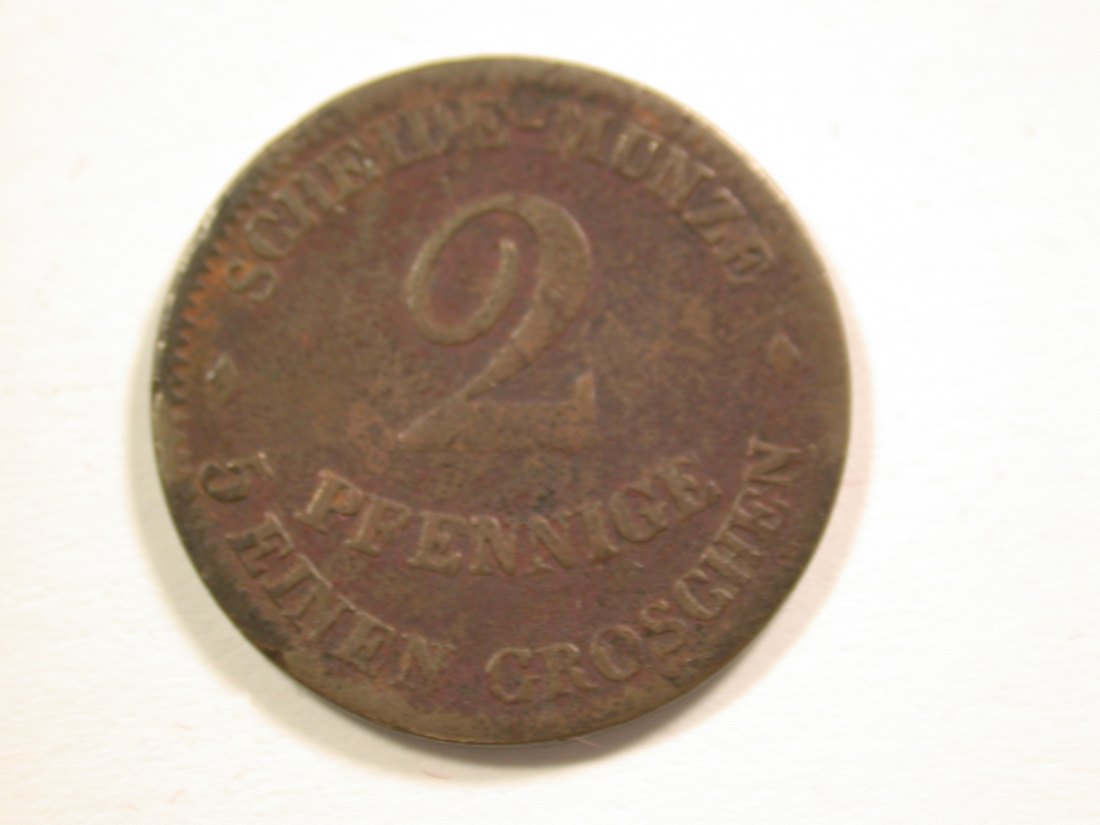 SCHEIDE-MÜNZE
2
PFENNIGE
5 EINEN GROSCHEN